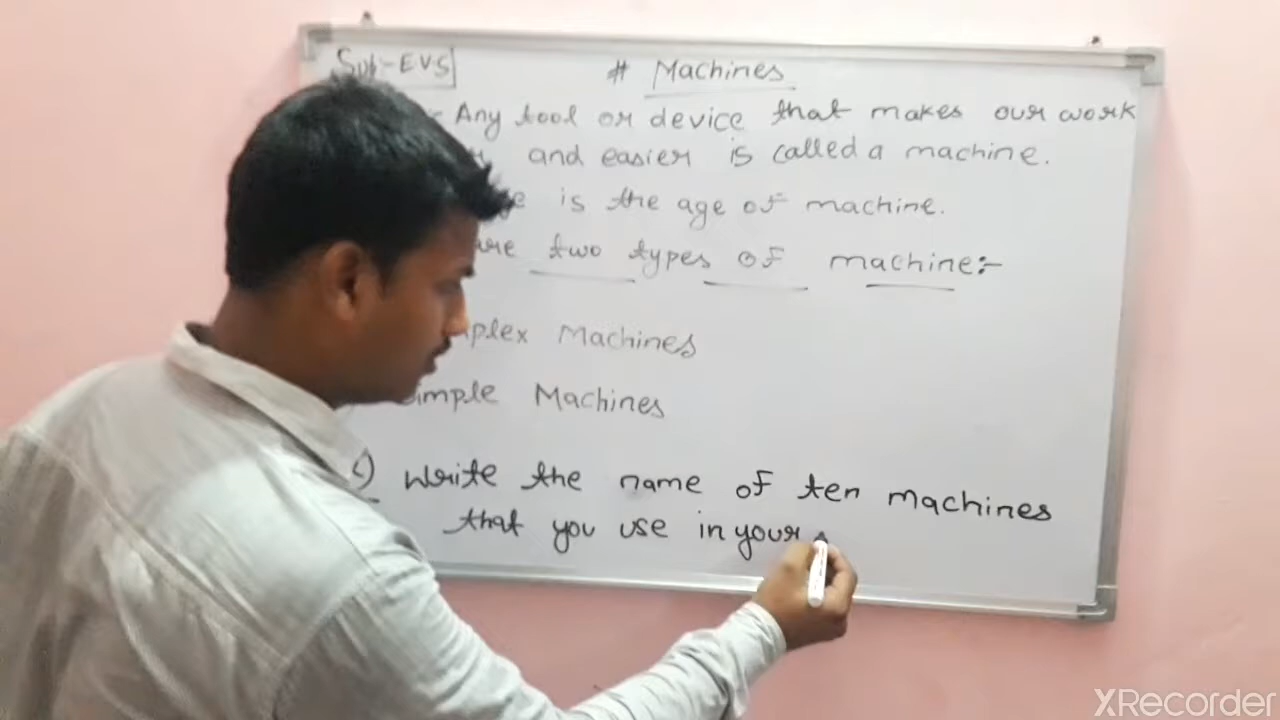 Sub-EVS
# Machines
Any tool or device that makes our work
and easier is called a machine.
is the age of machine.
two types of machine:-
Machines
Simple Machines
Write the name of ten machines
that you use in your
XRecorder